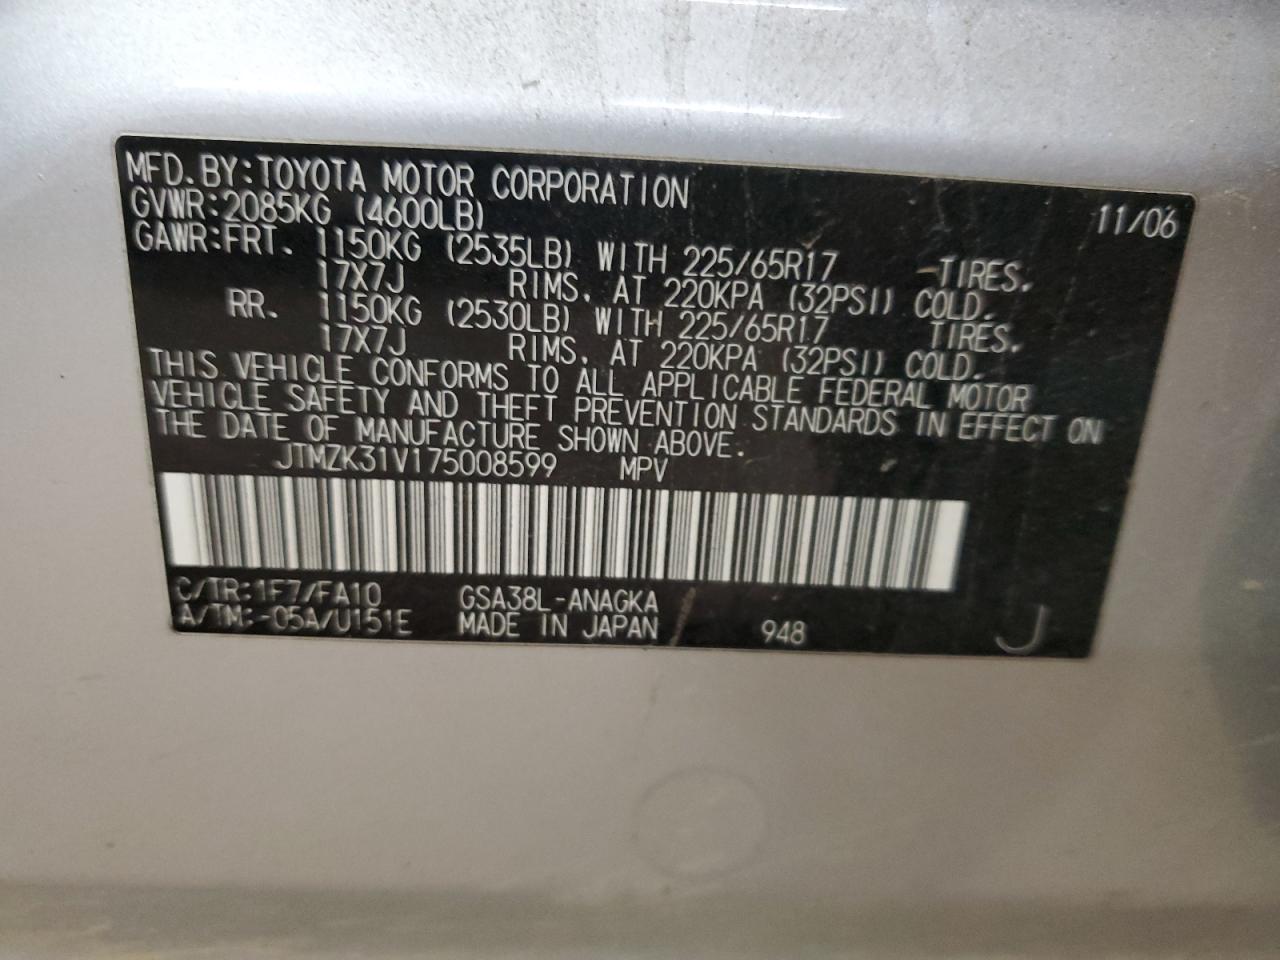 MFD.BY:TOYOTA MOTOR CORPORATION 11/06
GVWR:2085KG (4600LB)
GAWR:FRT. 1150KG (2535LB) WITH 225/65R17 TIRES.
17X7J RIMS, AT 220KPA (32PSI) COLD.
RR. 1150KG (2530LB) WITH 225/65R17 TIRES.
17X7J RIMS, AT 220KPA (32PSI) COLD.
THIS VEHICLE CONFORMS TO ALL APPLICABLE FEDERAL MOTOR
VEHICLE SAFETY AND THEFT PREVENTION STANDARDS IN EFFECT ON
THE DATE OF MANUFACTURE SHOWN ABOVE.
JTMZK31V175008599 MPV
C/TR:1F7/FA10 GSA38L-ANAGKA
A/TM:-05A/U151E MADE IN JAPAN 948 J